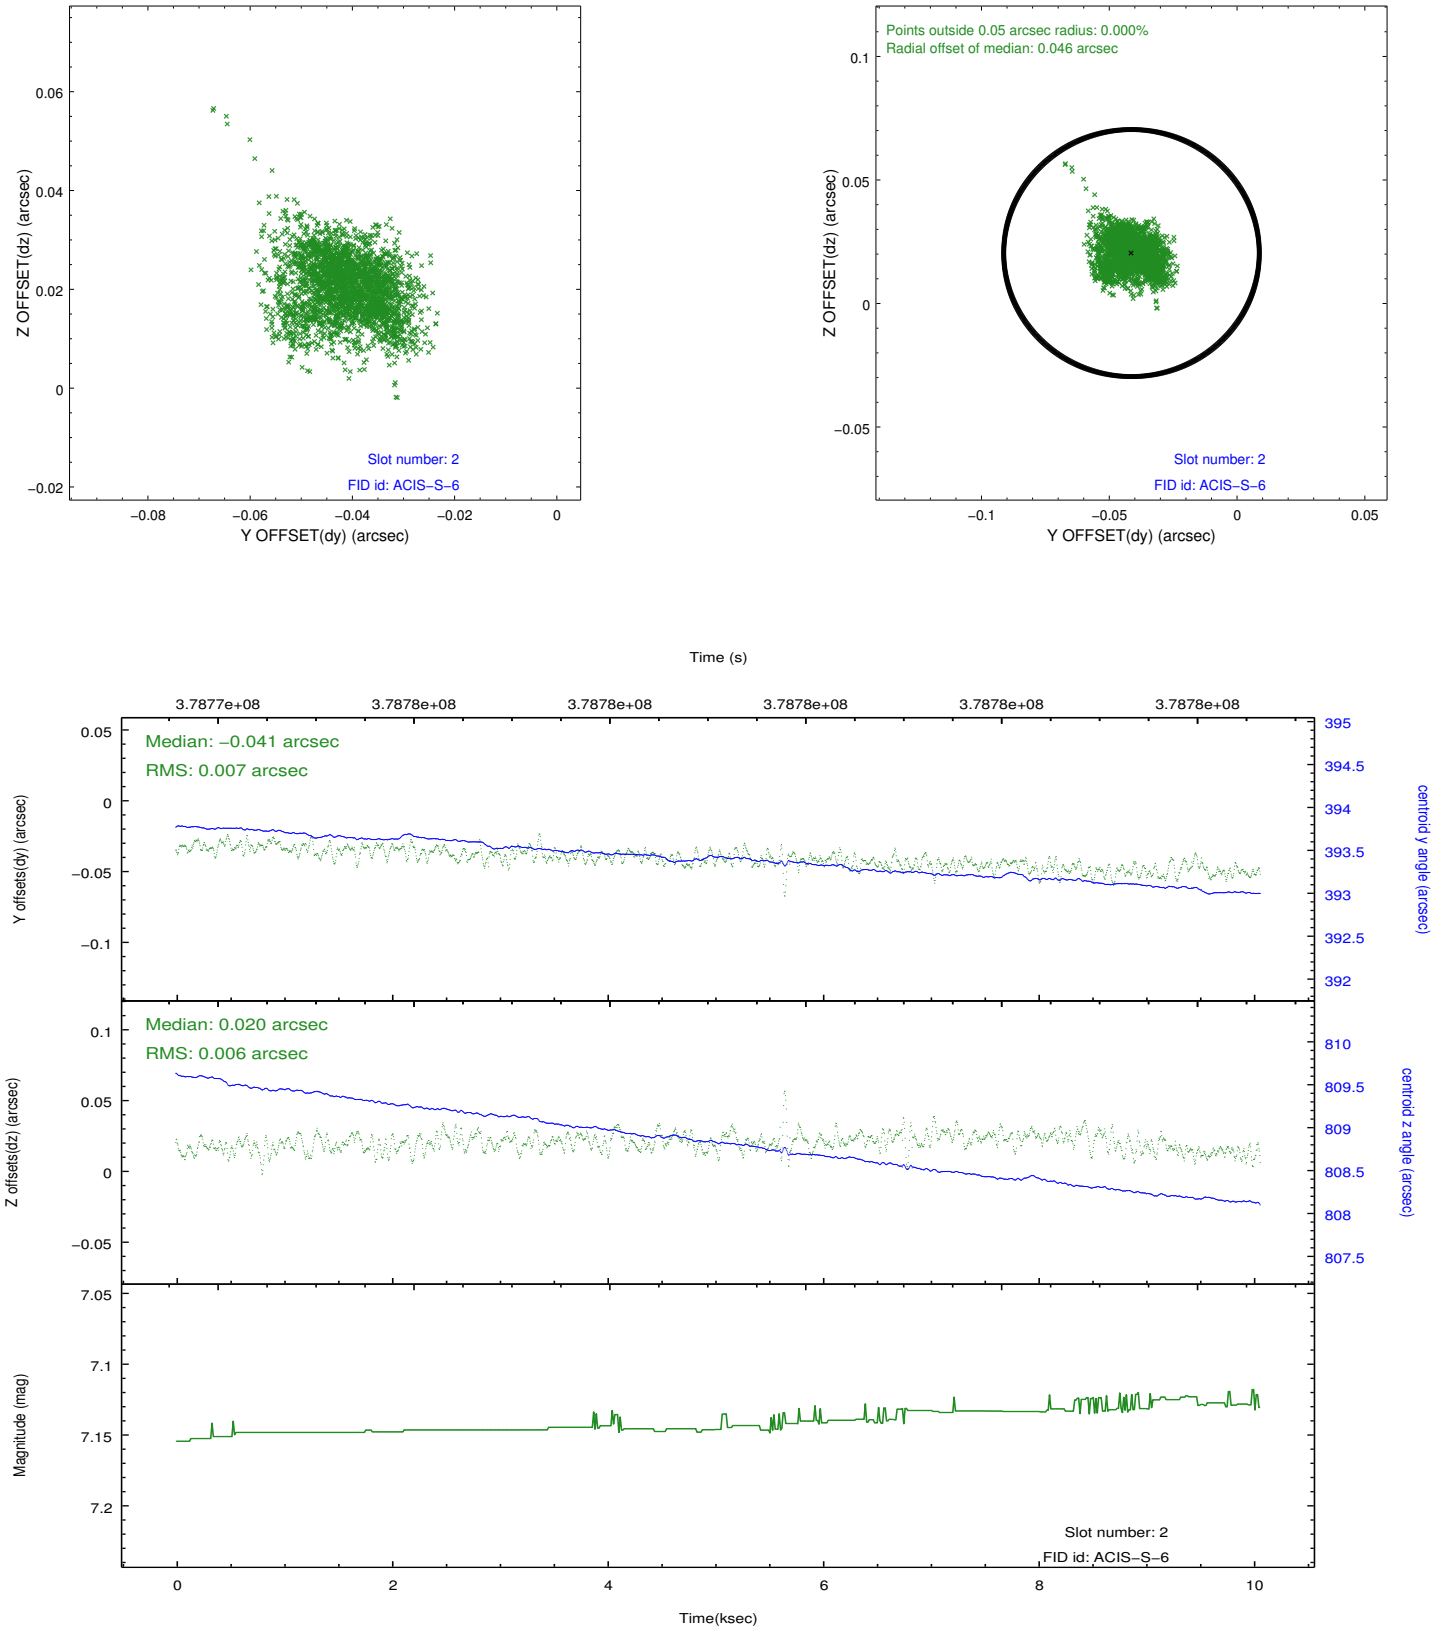 0.06
0.04
0.02
0
−0.02
Z OFFSET(dz) (arcsec)
Slot number: 2
FID id: ACIS−S−6
−0.08 −0.06 −0.04 −0.02 0
Y OFFSET(dy) (arcsec)
Points outside 0.05 arcsec radius: 0.000%
Radial offset of median: 0.046 arcsec
0.1
0.05
0
−0.05
Z OFFSET(dz) (arcsec)
Slot number: 2
FID id: ACIS−S−6
−0.1 −0.05 0 0.05
Y OFFSET(dy) (arcsec)
Time (s)
3.7877e+08 3.7878e+08 3.7878e+08 3.7878e+08 3.7878e+08 3.7878e+08
Median: −0.041 arcsec
RMS: 0.007 arcsec
0.05
0
−0.05
−0.1
Y offsets(dy) (arcsec)
395
394.5
394
393.5
393
392.5
392
centroid y angle (arcsec)
Median: 0.020 arcsec
RMS: 0.006 arcsec
0.1
0.05
0
−0.05
Z offsets(dz) (arcsec)
810
809.5
809
808.5
808
807.5
centroid z angle (arcsec)
7.05
7.1
7.15
7.2
Magnitude (mag)
Slot number: 2
FID id: ACIS−S−6
0 2 4 6 8 10
Time(ksec)